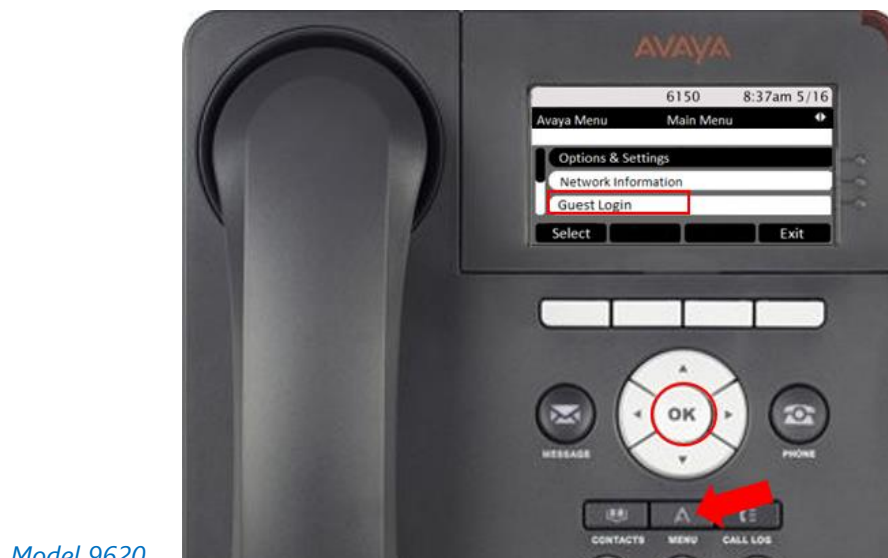 AVAYA
6150 8:37am 5/16
Avaya Menu Main Menu
Options & Settings
Network Information
Guest Login
Select Exit
OK
MESSAGE
PHONE
CONTACTS MENU CALL LOG
Model 9620